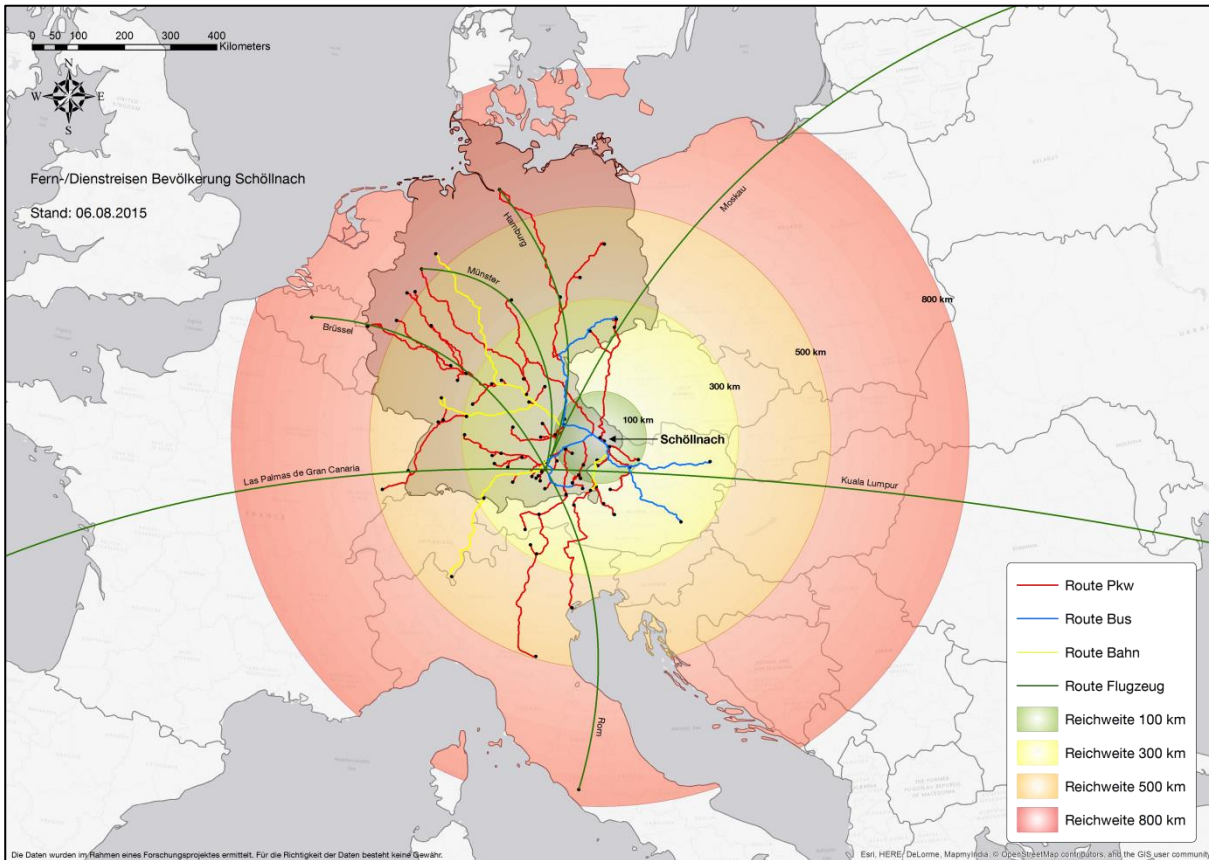 0 50 100 200 300 400
Kilometers
N
W E
S
Fern-/Dienstreisen Bevölkerung Schöllnach
Stand: 06.08.2015
Hamburg
Moskau
Münster
Brüssel
800 km
500 km
300 km
100 km
Schöllnach
Las Palmas de Gran Canaria
Kuala Lumpur
Rom
Route Pkw
Route Bus
Route Bahn
Route Flugzeug
Reichweite 100 km
Reichweite 300 km
Reichweite 500 km
Reichweite 800 km
Die Daten wurden im Rahmen eines Forschungsprojektes ermittelt. Für die Richtigkeit der Daten besteht keine Gewähr.
Esri, HERE, DeLorme, MapmyIndia, © OpenStreetMap contributors, and the GIS user community